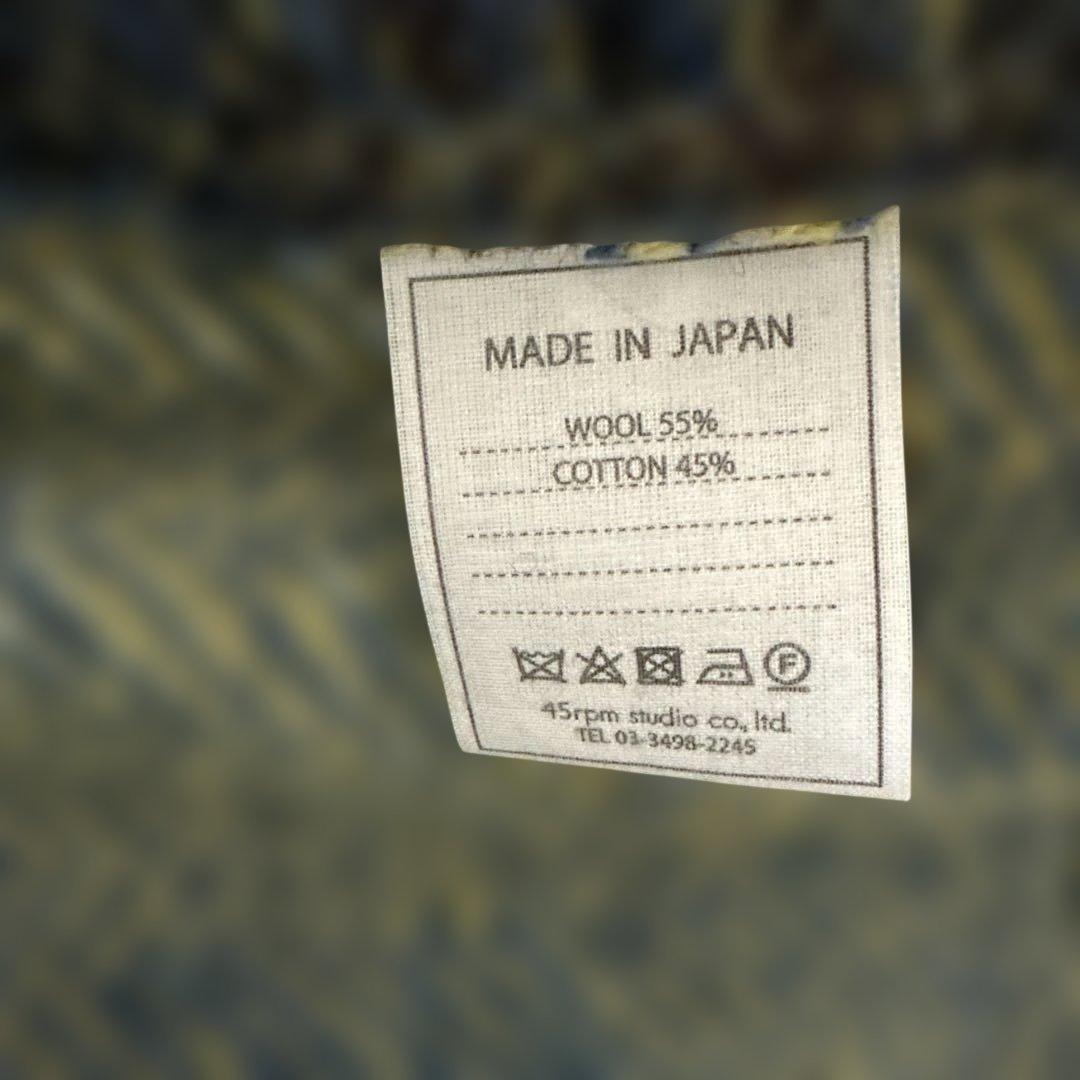 MADE IN JAPAN
WOOL 55%
COTTON 45%
F
45rpm studio co., ltd.
TEL 03-3498-2245